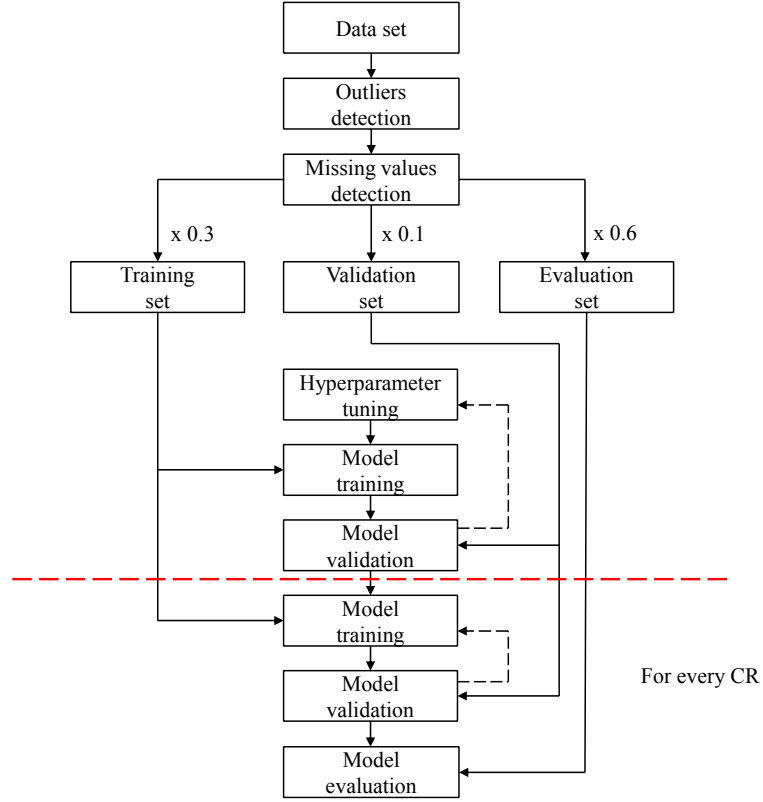 Data set
Outliers
detection
Missing values
detection
x 0.3
x 0.1
x 0.6
Training
set
Validation
set
Evaluation
set
Hyperparameter
tuning
Model
training
Model
validation
Model
training
Model
validation
For every CR
Model
evaluation